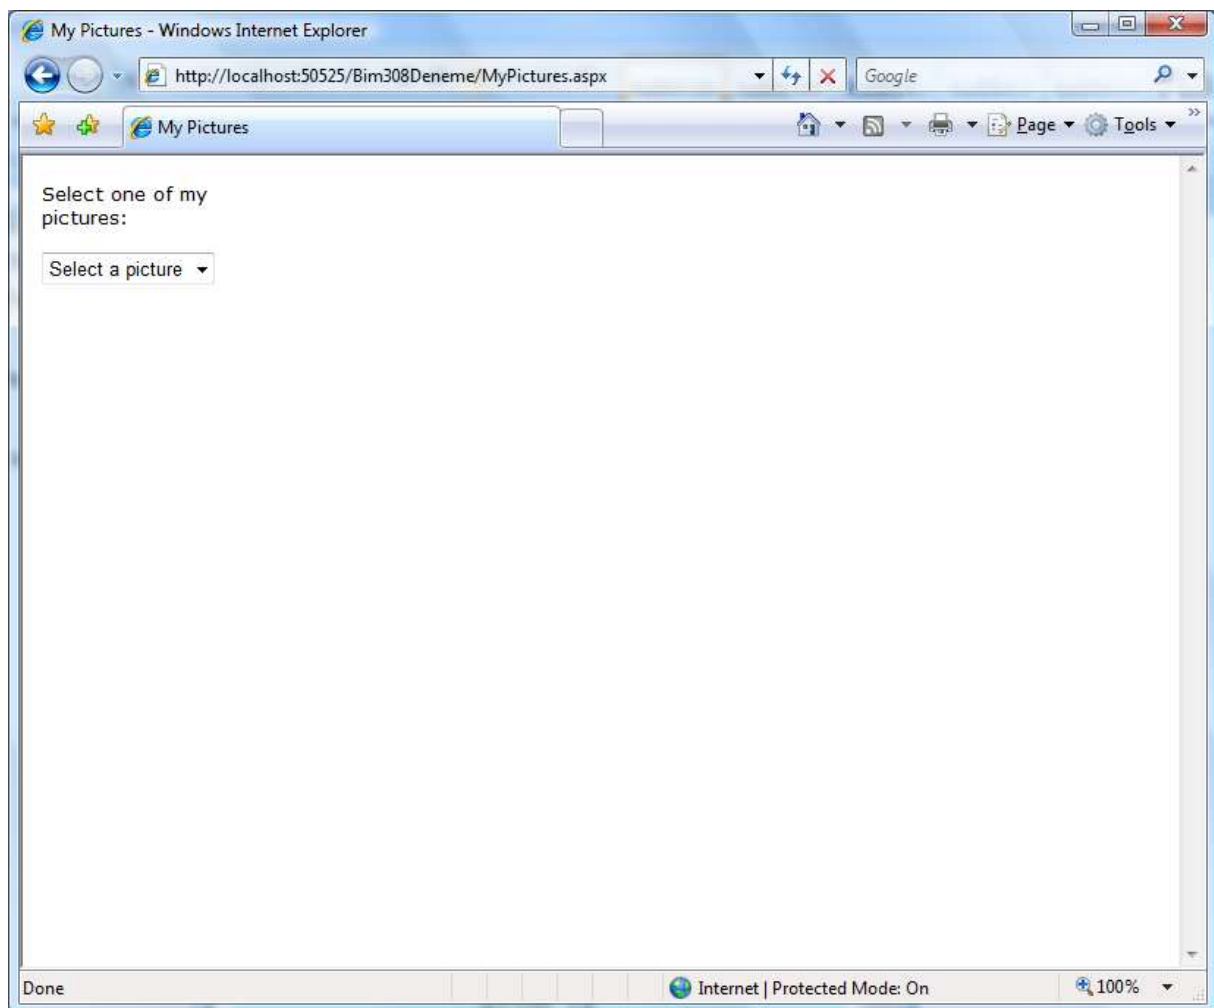 My Pictures - Windows Internet Explorer
http://localhost:50525/Bim308Deneme/MyPictures.aspx
Google
My Pictures
Page
Tools
Select one of my
pictures:
Select a picture
Done
Internet | Protected Mode: On
100%